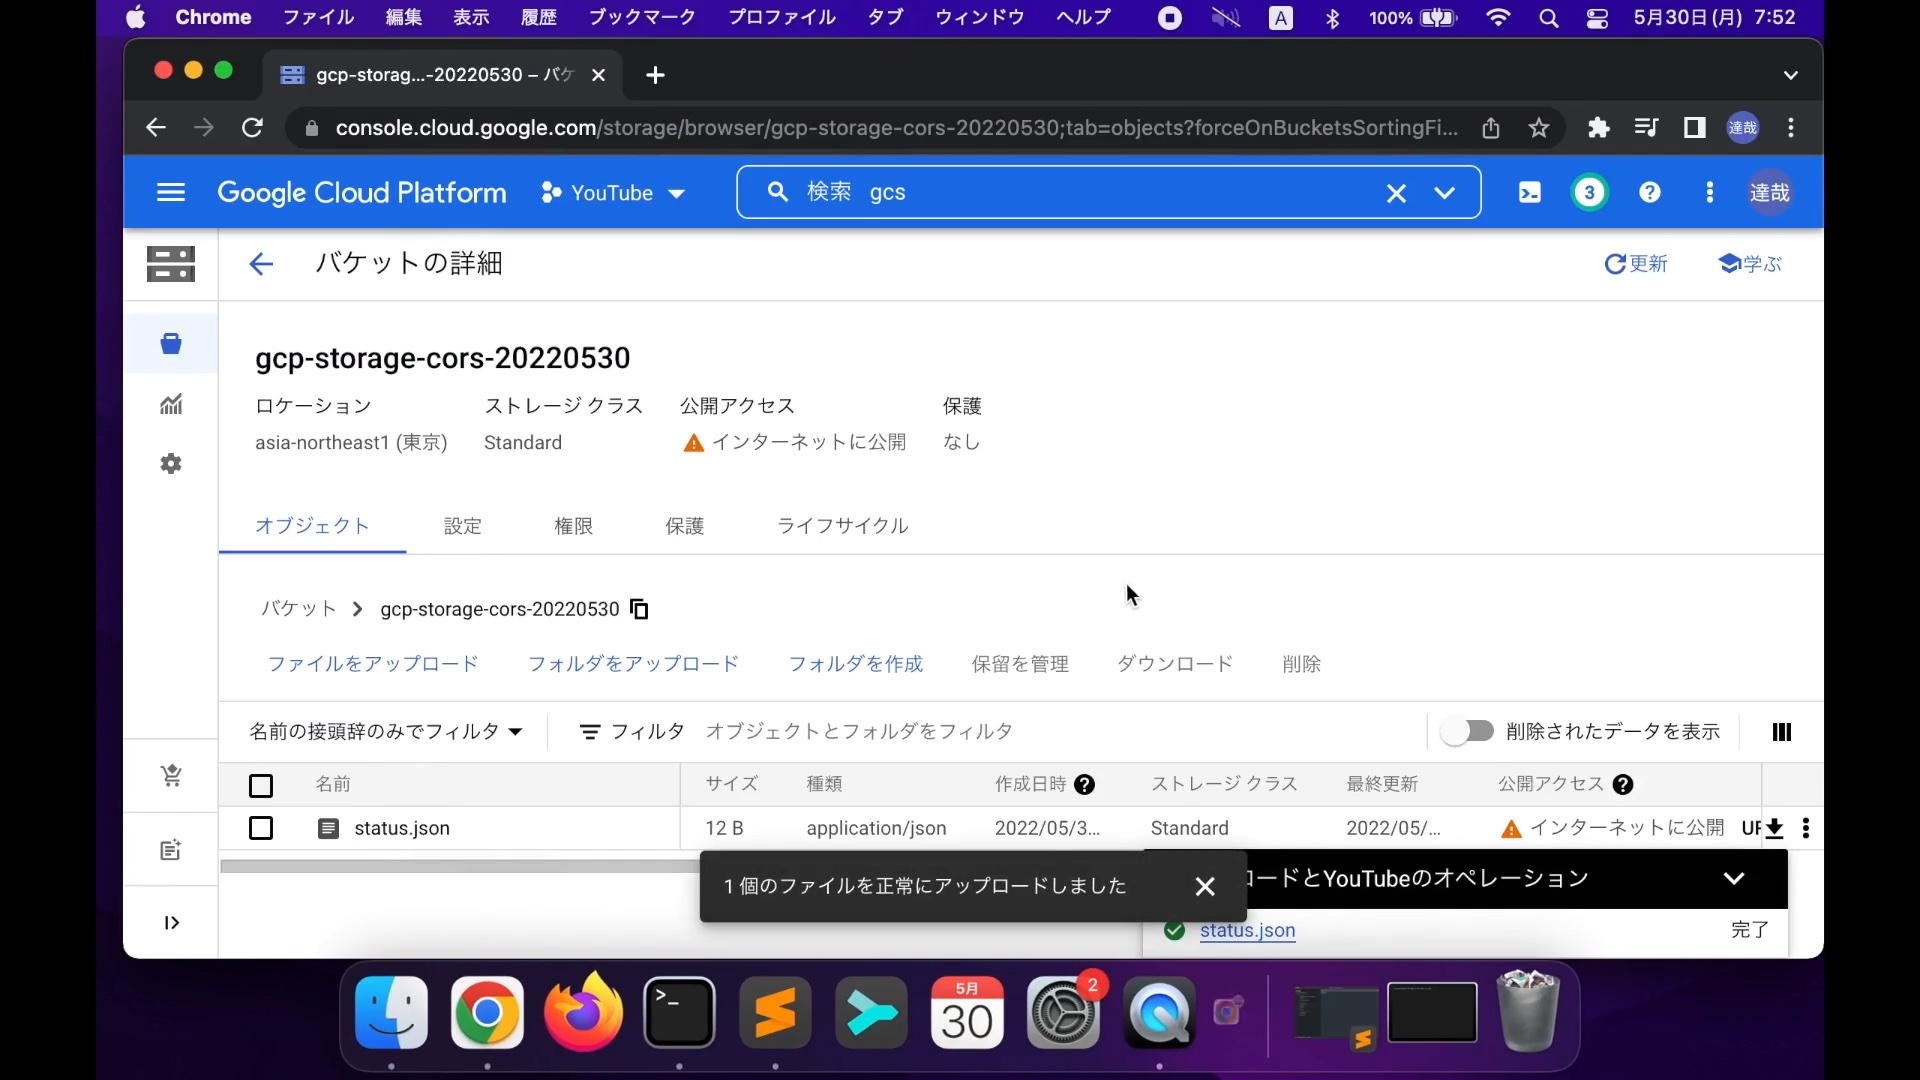 Chrome ファイル 編集 表示 履歴 ブックマーク プロファイル タブ ウィンドウ ヘルプ A 100% 5月30日(月) 7:52
gcp-storag...-20220530 – バケ
console.cloud.google.com/storage/browser/gcp-storage-cors-20220530;tab=objects?forceOnBucketsSortingFi... 達哉
Google Cloud Platform YouTube 検索 gcs 3 ? 達哉
バケットの詳細 更新 学ぶ
gcp-storage-cors-20220530
ロケーション ストレージ クラス 公開アクセス 保護
asia-northeast1 (東京) Standard インターネットに公開 なし
オブジェクト 設定 権限 保護 ライフサイクル
バケット > gcp-storage-cors-20220530
ファイルをアップロード フォルダをアップロード フォルダを作成 保留を管理 ダウンロード 削除
名前の接頭辞のみでフィルタ フィルタ オブジェクトとフォルダをフィルタ 削除されたデータを表示
名前 サイズ 種類 作成日時 ? ストレージ クラス 最終更新 公開アクセス ?
status.json 12 B application/json 2022/05/3... Standard 2022/05/... インターネットに公開
1 個のファイルを正常にアップロードしました ードとYouTubeのオペレーション
status.json 完了
5月 2
30